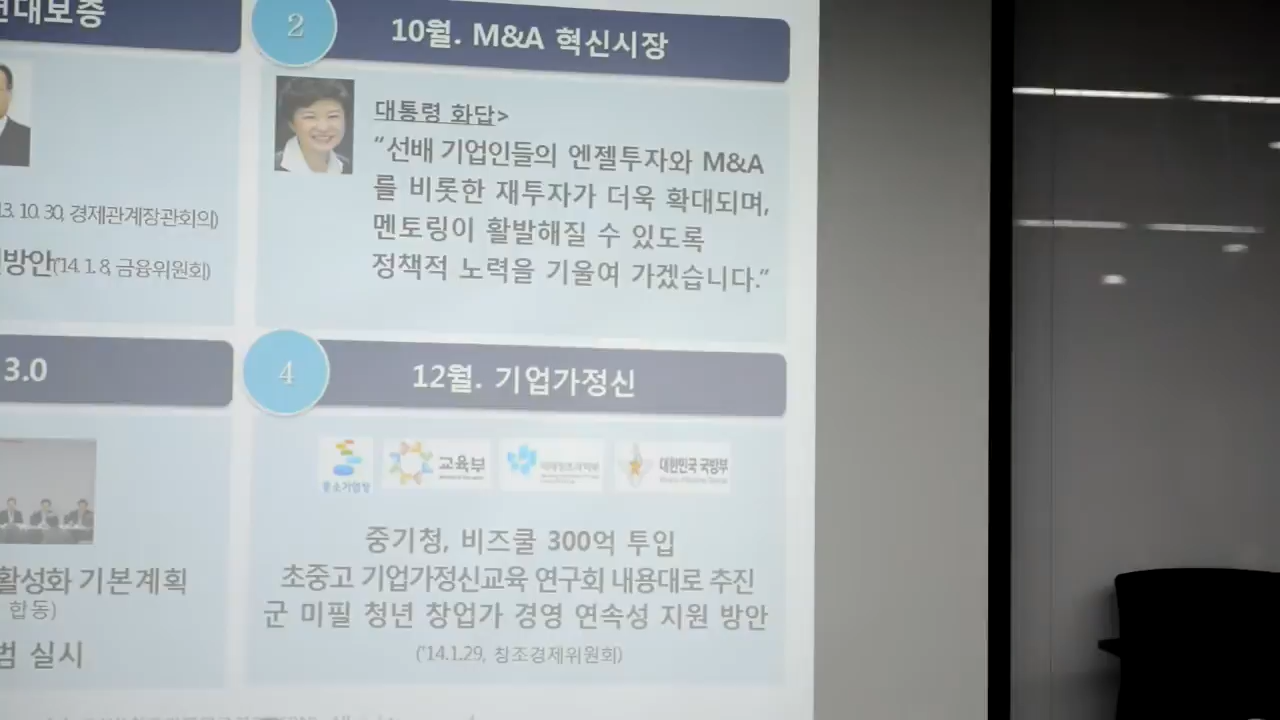 연대보증
2
10월. M&A 혁신시장
대통령 화답>
“선배 기업인들의 엔젤투자와 M&A
를 비롯한 재투자가 더욱 확대되며,
멘토링이 활발해질 수 있도록
정책적 노력을 기울여 가겠습니다.”
13. 10. 30, 경제관계장관회의)
방안('14. 1. 8, 금융위원회)
3.0
4
12월. 기업가정신
중소기업청
교육부
대한민국 국방부
중기청, 비즈쿨 300억 투입
초중고 기업가정신교육 연구회 내용대로 추진
군 미필 청년 창업가 경영 연속성 지원 방안
('14.1.29, 창조경제위원회)
활성화 기본계획
합동)
범 실시